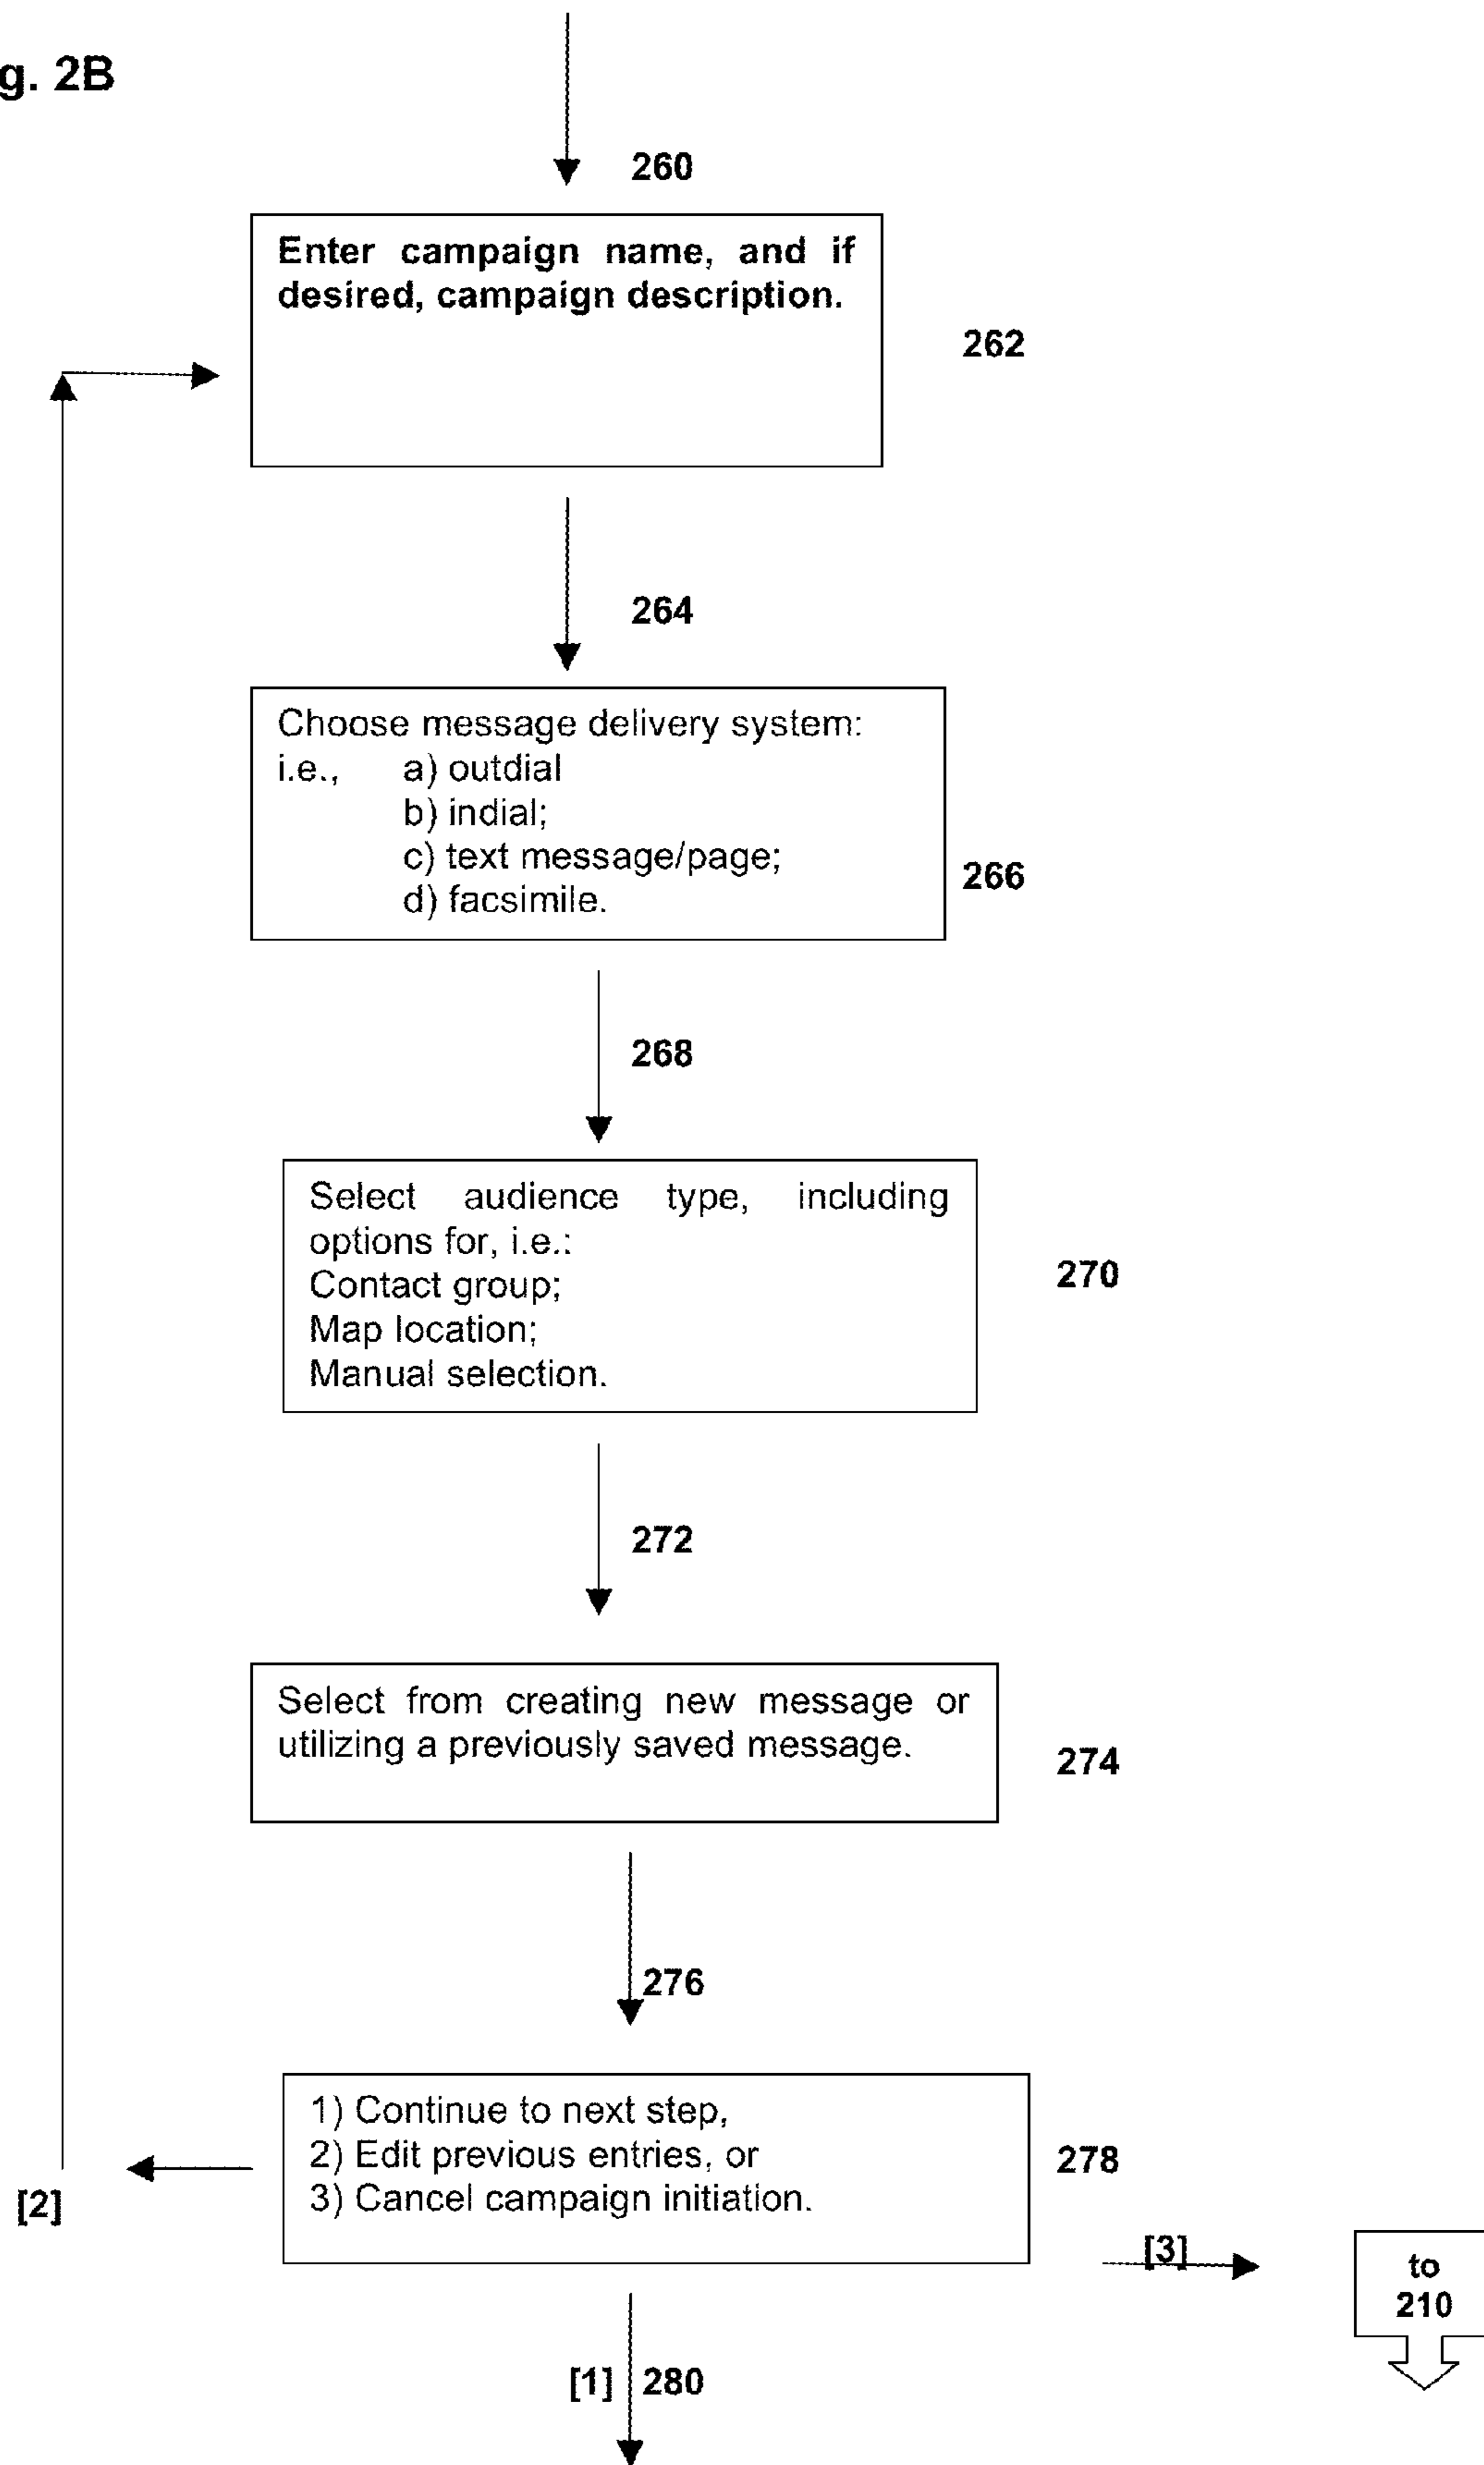 g. 2B
260
Enter campaign name, and if
desired, campaign description.
262
264
Choose message delivery system:
i.e., a) outdial
b) indial;
c) text message/page;
d) facsimile.
266
268
Select audience type, including
options for, i.e.:
Contact group;
Map location;
Manual selection.
270
272
Select from creating new message or
utilizing a previously saved message.
274
276
1) Continue to next step,
2) Edit previous entries, or
3) Cancel campaign initiation.
278
[2]
[3]
to
210
[1] 280